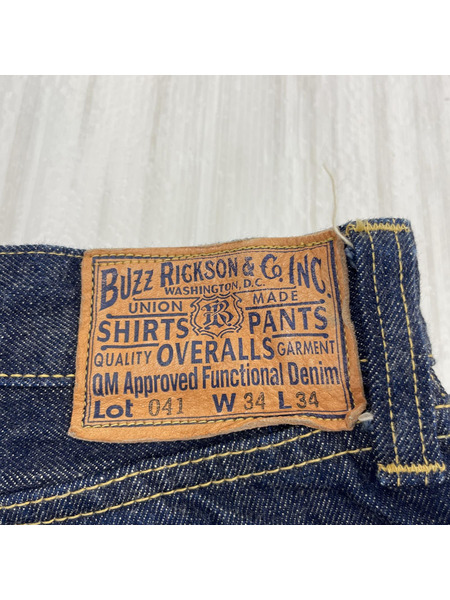 BUZZ RICKSON & Co. INC.
WASHINGTON, D.C.
UNION MADE
SHIRTS BR PANTS
QUALITY OVERALLS GARMENT
QM Approved Functional Denim
Lot 041 W 34 L 34